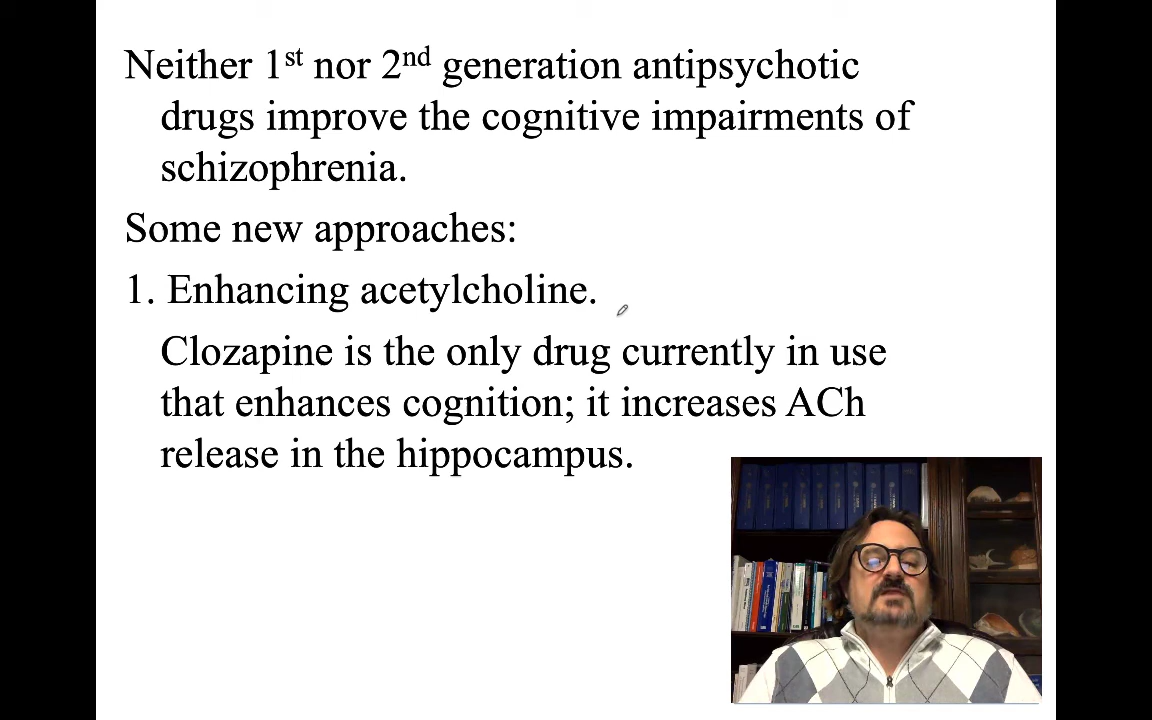 Neither 1st nor 2nd generation antipsychotic
drugs improve the cognitive impairments of
schizophrenia.
Some new approaches:
1. Enhancing acetylcholine.
Clozapine is the only drug currently in use
that enhances cognition; it increases ACh
release in the hippocampus.